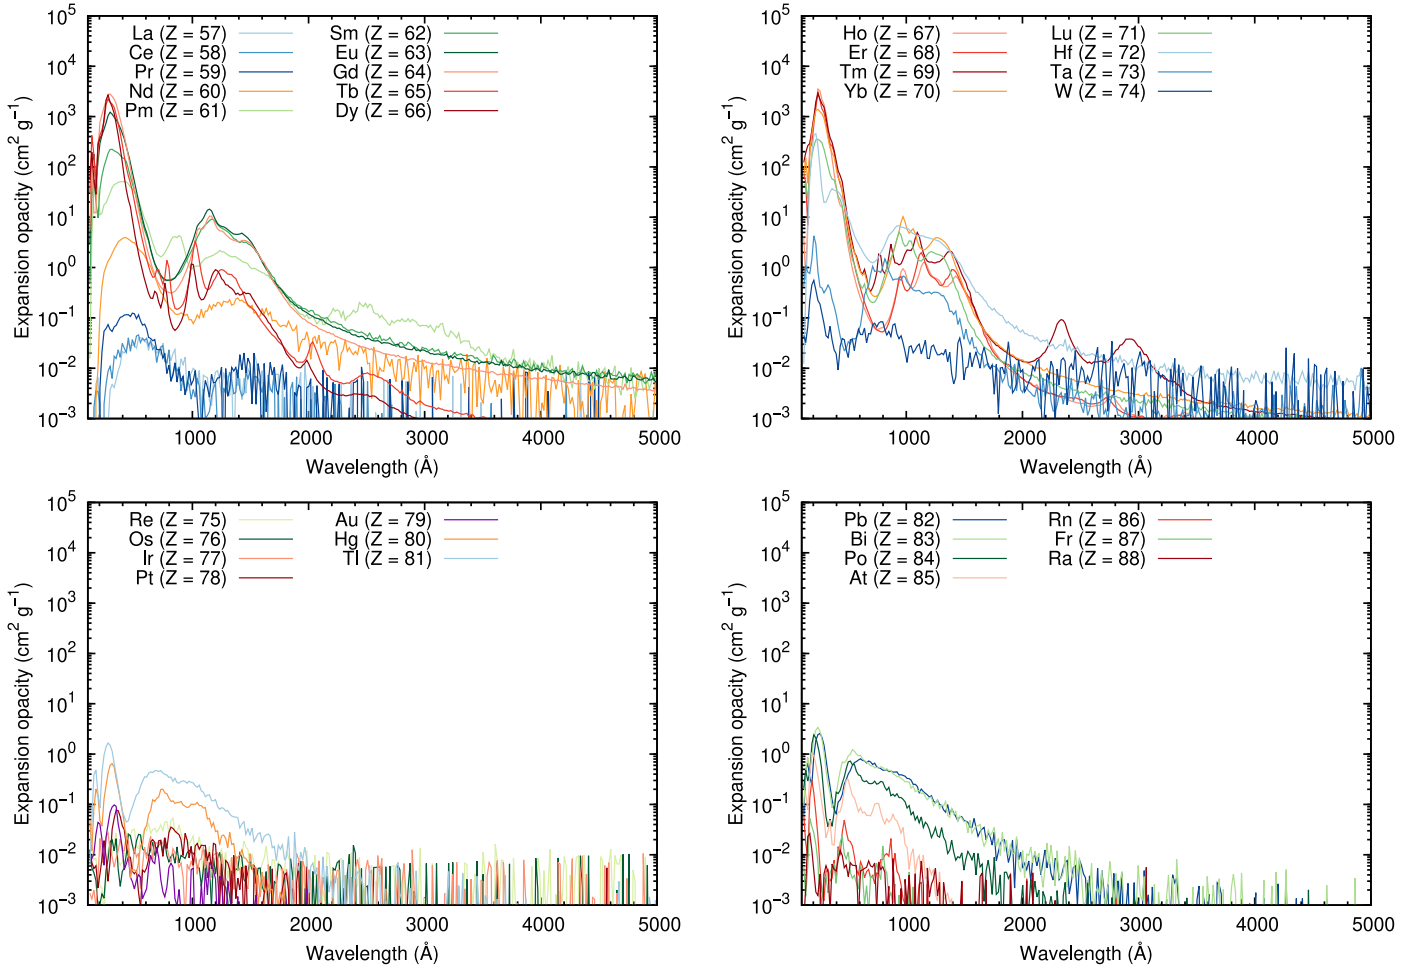 10^5
10^4
10^3
10^2
10^1
10^0
10^−1
10^−2
10^−3
Expansion opacity (cm^2 g^−1)
La (Z = 57)
Ce (Z = 58)
Pr (Z = 59)
Nd (Z = 60)
Pm (Z = 61)
Sm (Z = 62)
Eu (Z = 63)
Gd (Z = 64)
Tb (Z = 65)
Dy (Z = 66)
1000 2000 3000 4000 5000
Wavelength (Å)
10^5
10^4
10^3
10^2
10^1
10^0
10^−1
10^−2
10^−3
Expansion opacity (cm^2 g^−1)
Ho (Z = 67)
Er (Z = 68)
Tm (Z = 69)
Yb (Z = 70)
Lu (Z = 71)
Hf (Z = 72)
Ta (Z = 73)
W (Z = 74)
1000 2000 3000 4000 5000
Wavelength (Å)
10^5
10^4
10^3
10^2
10^1
10^0
10^−1
10^−2
10^−3
Expansion opacity (cm^2 g^−1)
Re (Z = 75)
Os (Z = 76)
Ir (Z = 77)
Pt (Z = 78)
Au (Z = 79)
Hg (Z = 80)
Tl (Z = 81)
1000 2000 3000 4000 5000
Wavelength (Å)
10^5
10^4
10^3
10^2
10^1
10^0
10^−1
10^−2
10^−3
Expansion opacity (cm^2 g^−1)
Pb (Z = 82)
Bi (Z = 83)
Po (Z = 84)
At (Z = 85)
Rn (Z = 86)
Fr (Z = 87)
Ra (Z = 88)
1000 2000 3000 4000 5000
Wavelength (Å)